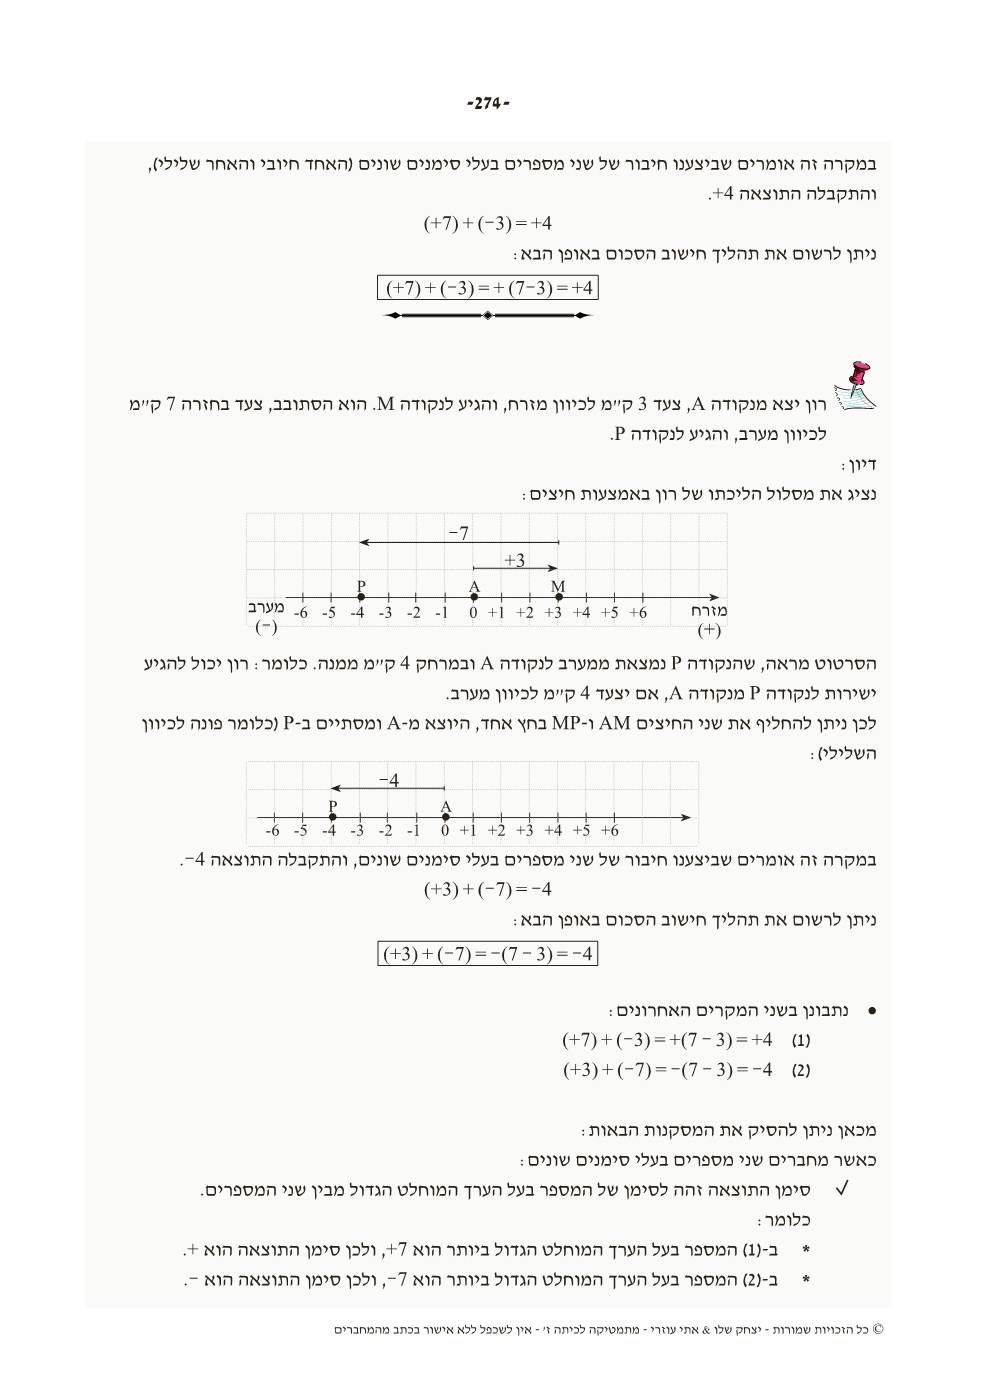 -274-
במקרה זה אומרים שביצענו חיבור של שני מספרים בעלי סימנים שונים (האחד חיובי והאחר שלילי),
והתקבלה התוצאה +4.
(+7) + (−3) = +4
ניתן לרשום את תהליך חישוב הסכום באופן הבא:
(+7) + (−3) = + (7−3) = +4
רון יצא מנקודה A, צעד 3 ק״מ לכיוון מזרח, והגיע לנקודה M. הוא הסתובב, צעד בחזרה 7 ק״מ
לכיוון מערב, והגיע לנקודה P.
דיון:
נציג את מסלול הליכתו של רון באמצעות חיצים:
−7
+3
P A M
מערב -6 -5 -4 -3 -2 -1 0 +1 +2 +3 +4 +5 +6 מזרח
(−) (+)
הסרטוט מראה, שהנקודה P נמצאת ממערב לנקודה A ובמרחק 4 ק״מ ממנה. כלומר: רון יכול להגיע
ישירות לנקודה P מנקודה A, אם יצעד 4 ק״מ לכיוון מערב.
לכן ניתן להחליף את שני החיצים AM ו-MP בחץ אחד, היוצא מ-A ומסתיים ב-P (כלומר פונה לכיוון
השלילי):
−4
P A
-6 -5 -4 -3 -2 -1 0 +1 +2 +3 +4 +5 +6
במקרה זה אומרים שביצענו חיבור של שני מספרים בעלי סימנים שונים, והתקבלה התוצאה −4.
(+3) + (−7) = −4
ניתן לרשום את תהליך חישוב הסכום באופן הבא:
(+3) + (−7) = −(7 − 3) = −4
• נתבונן בשני המקרים האחרונים:
(1) (+7) + (−3) = +(7 − 3) = +4
(2) (+3) + (−7) = −(7 − 3) = −4
מכאן ניתן להסיק את המסקנות הבאות:
כאשר מחברים שני מספרים בעלי סימנים שונים:
√ סימן התוצאה זהה לסימן של המספר בעל הערך המוחלט הגדול מבין שני המספרים.
כלומר:
* ב-(1) המספר בעל הערך המוחלט הגדול ביותר הוא +7, ולכן סימן התוצאה הוא +.
* ב-(2) המספר בעל הערך המוחלט הגדול ביותר הוא −7, ולכן סימן התוצאה הוא −.
© כל הזכויות שמורות - יצחק שלו & אתי עוזרי - מתמטיקה לכיתה ז׳ - אין לשכפל ללא אישור בכתב מהמחברים